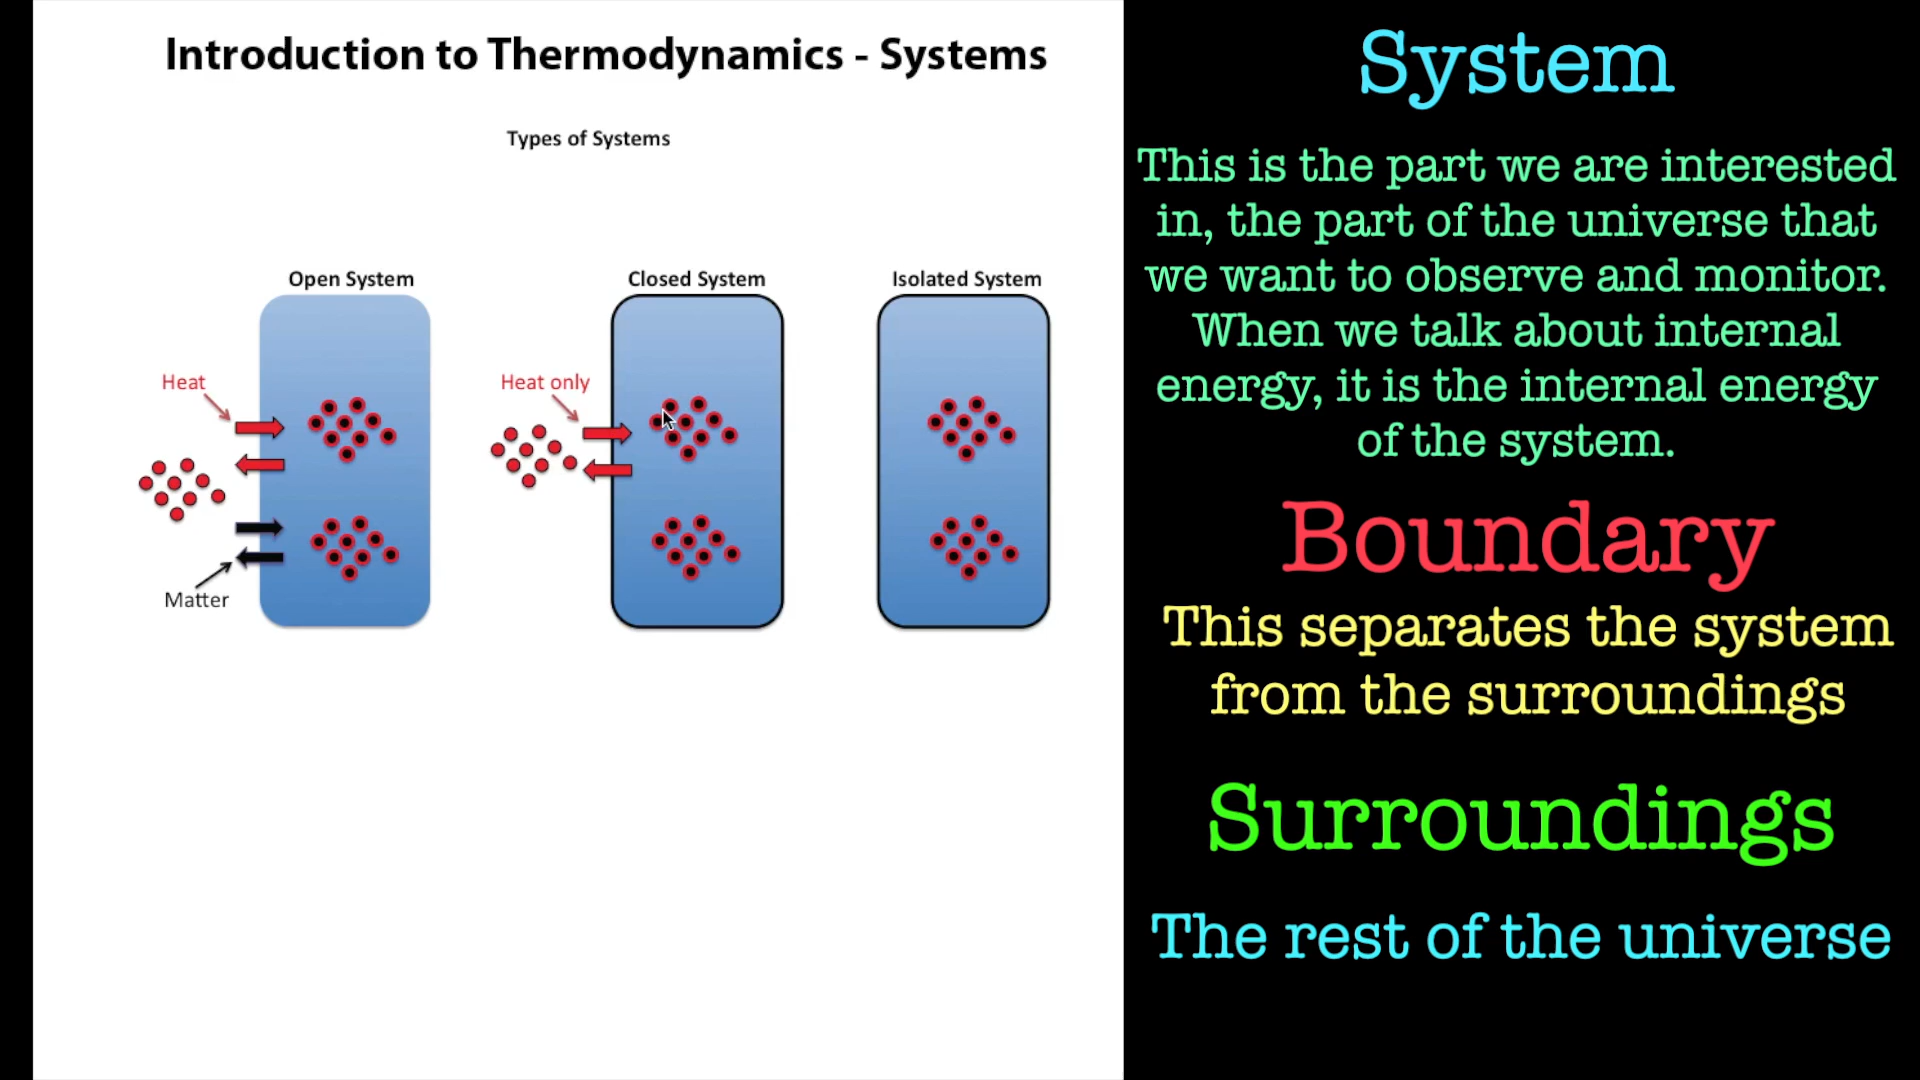 Introduction to Thermodynamics - Systems
Types of Systems
Open System
Heat
Matter
Closed System
Heat only
Isolated System
System
This is the part we are interested
in, the part of the universe that
we want to observe and monitor.
When we talk about internal
energy, it is the internal energy
of the system.
Boundary
This separates the system
from the surroundings
Surroundings
The rest of the universe